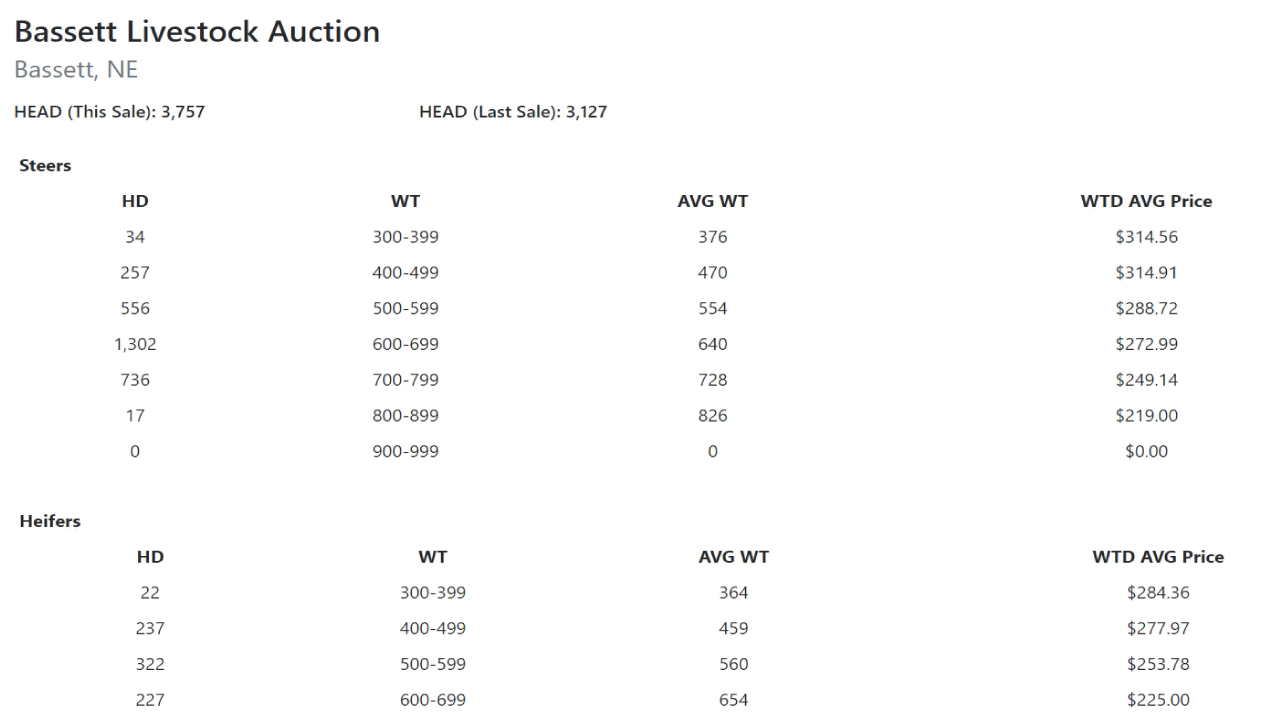 Bassett Livestock Auction
Bassett, NE
HEAD (This Sale): 3,757 HEAD (Last Sale): 3,127
Steers
HD WT AVG WT WTD AVG Price
34 300-399 376 $314.56
257 400-499 470 $314.91
556 500-599 554 $288.72
1,302 600-699 640 $272.99
736 700-799 728 $249.14
17 800-899 826 $219.00
0 900-999 0 $0.00
Heifers
HD WT AVG WT WTD AVG Price
22 300-399 364 $284.36
237 400-499 459 $277.97
322 500-599 560 $253.78
227 600-699 654 $225.00